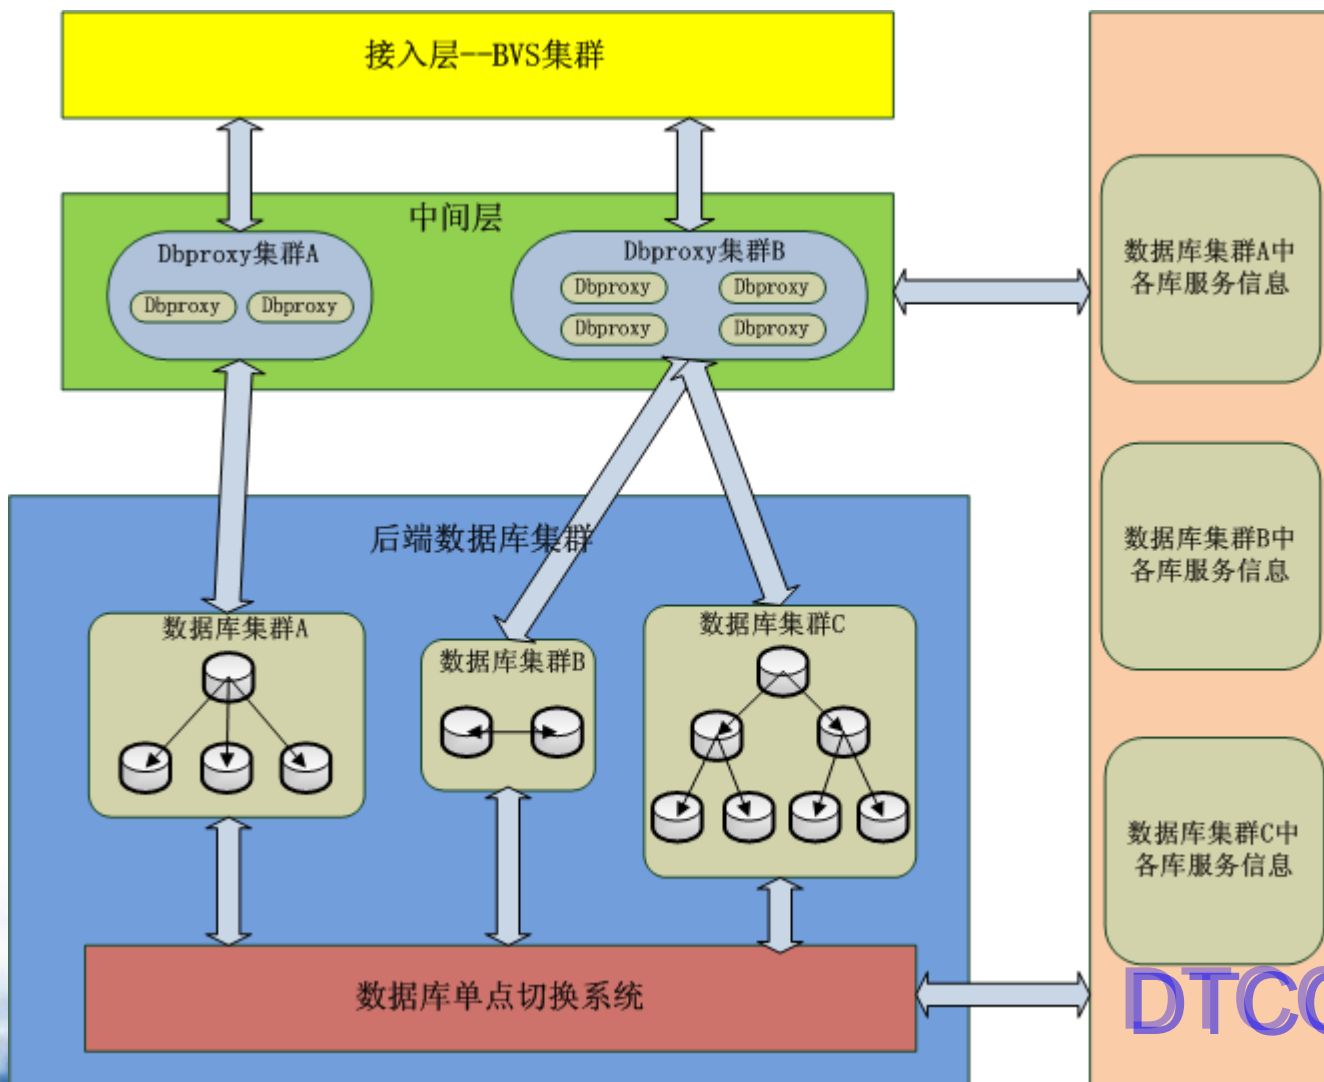 接入层--BVS集群
中间层
Dbproxy集群A
Dbproxy
Dbproxy
Dbproxy集群B
Dbproxy
Dbproxy
Dbproxy
Dbproxy
后端数据库集群
数据库集群A
数据库集群B
数据库集群C
数据库单点切换系统
数据库集群A中
各库服务信息
数据库集群B中
各库服务信息
数据库集群C中
各库服务信息
DTCC